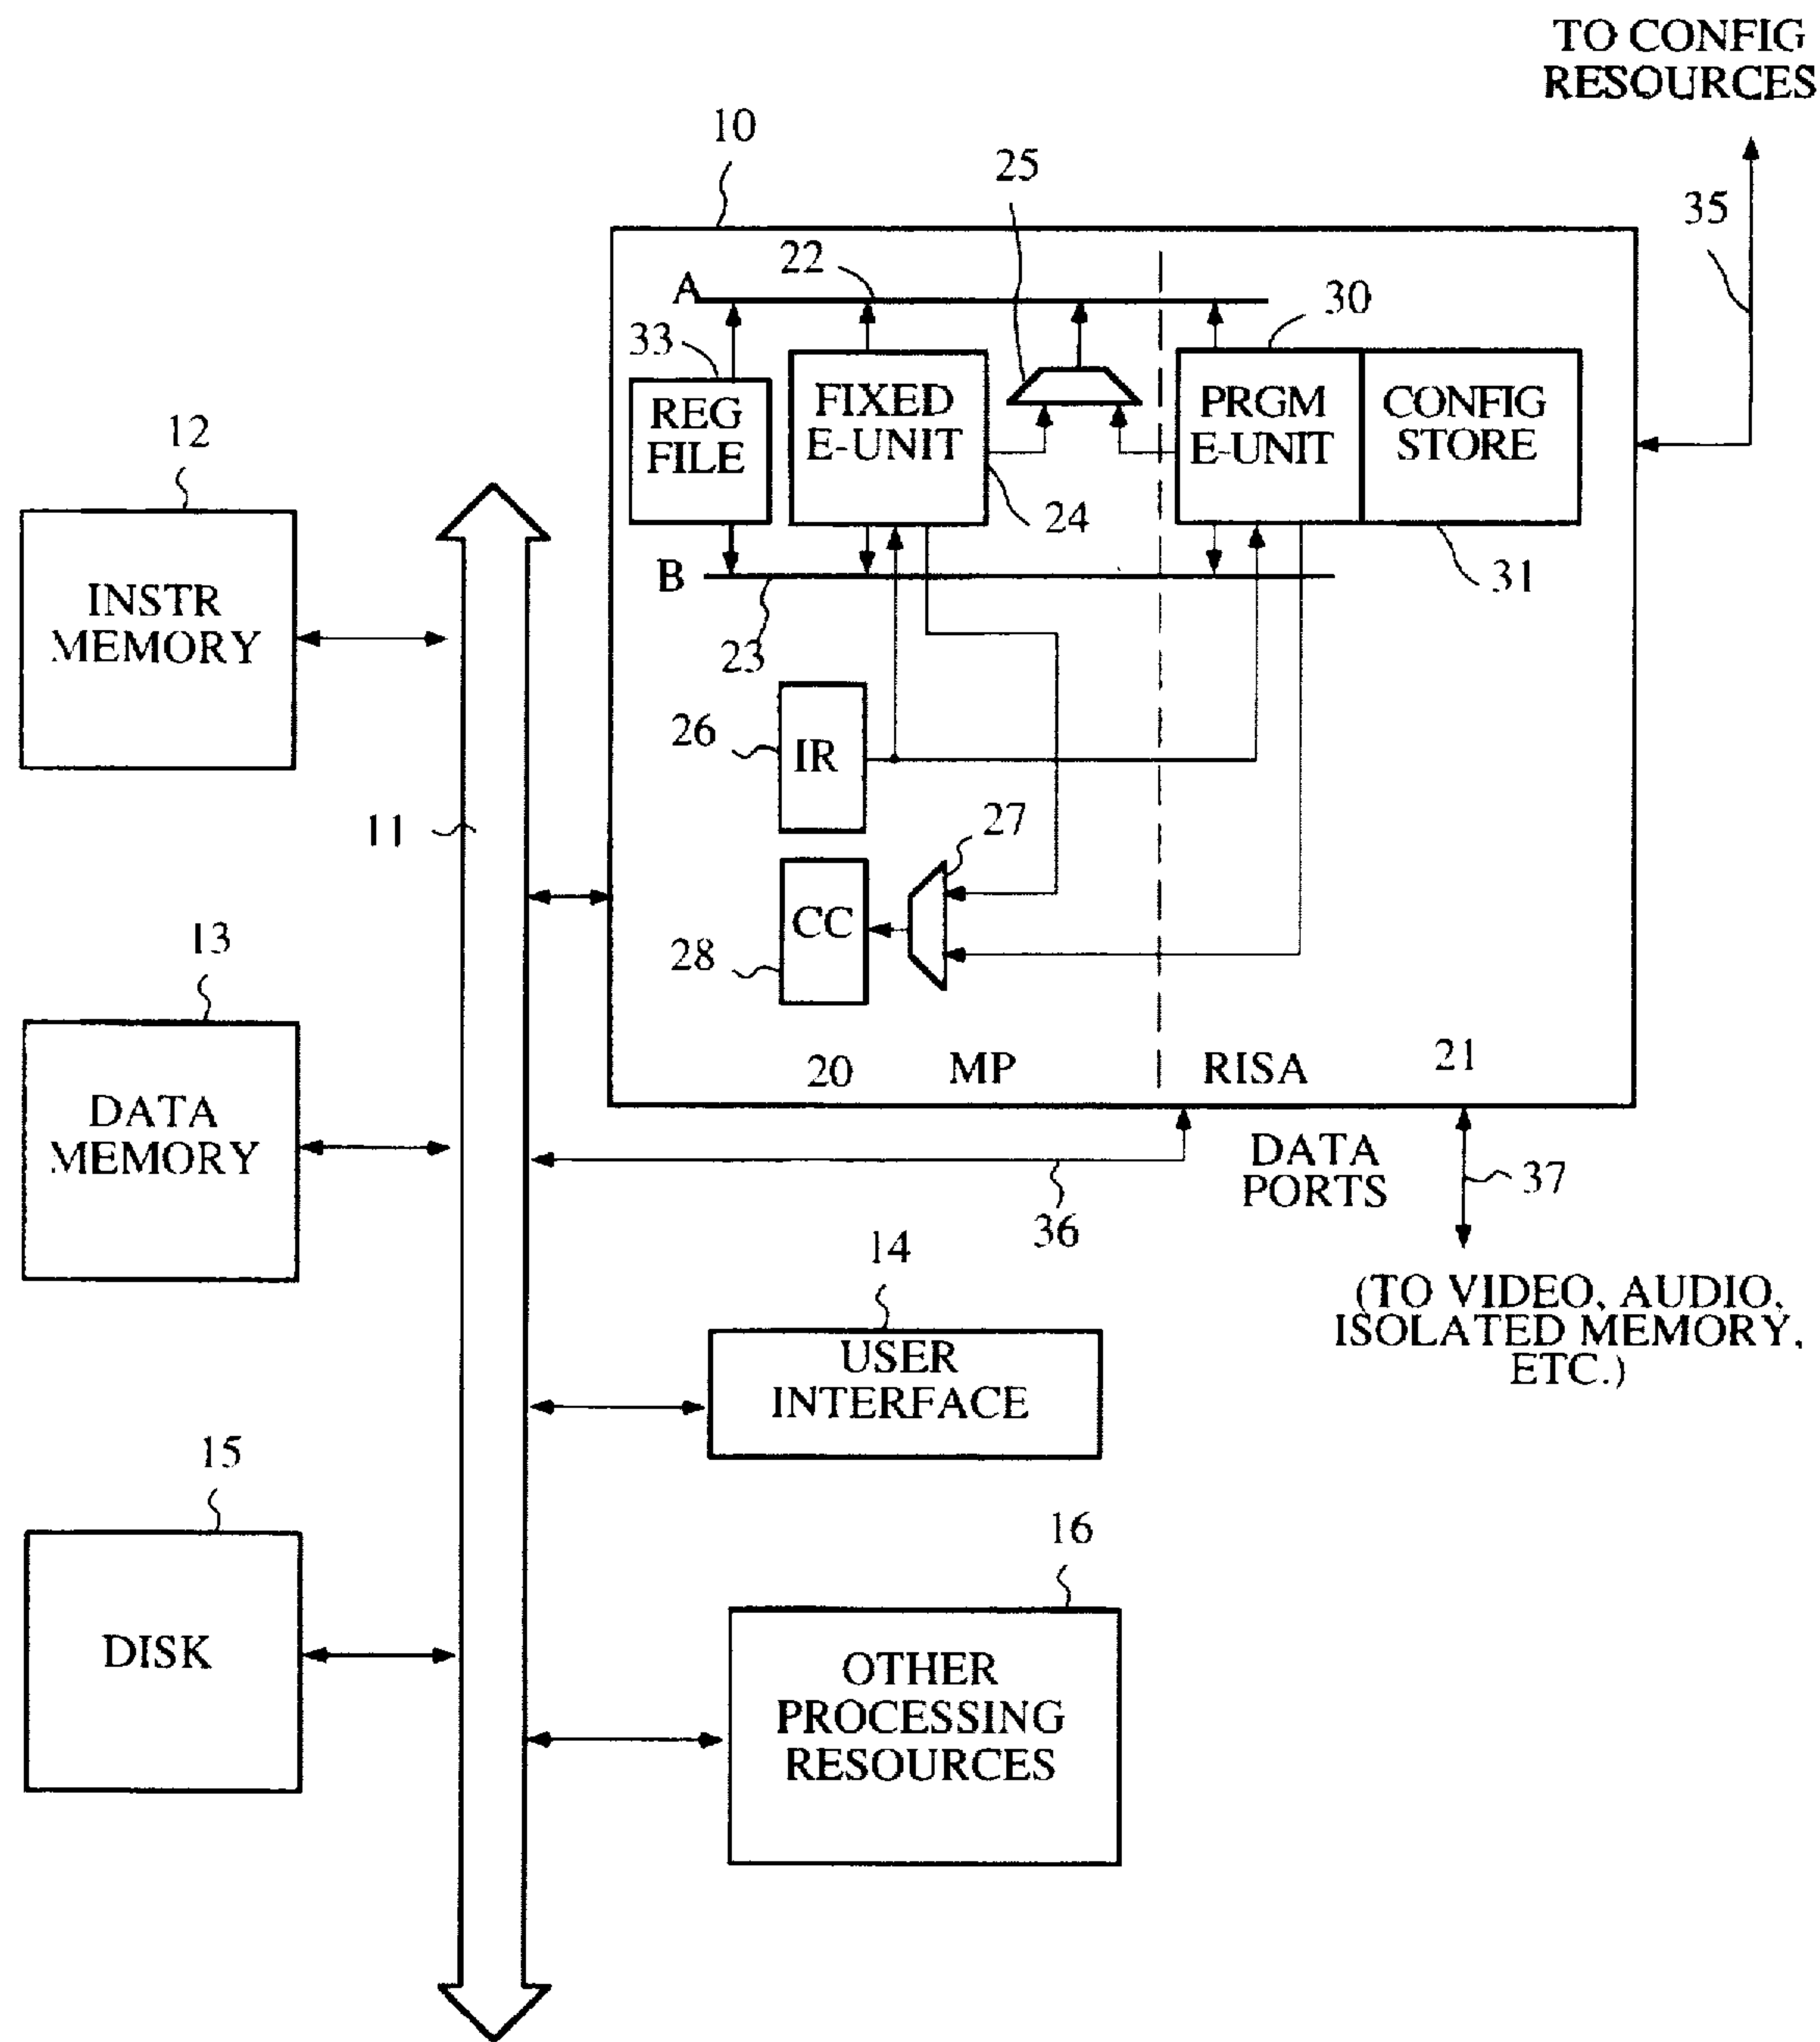 TO CONFIG
RESOURCES
10
25
35
22
A
30
33
REG
FILE
FIXED
E-UNIT
PRGM
E-UNIT
CONFIG
STORE
12
24
B
31
INSTR
MEMORY
23
26
IR
11
27
CC
28
13
20
MP
RISA
21
DATA
MEMORY
DATA
PORTS
37
36
14
(TO VIDEO, AUDIO,
ISOLATED MEMORY,
ETC.)
USER
INTERFACE
15
16
DISK
OTHER
PROCESSING
RESOURCES